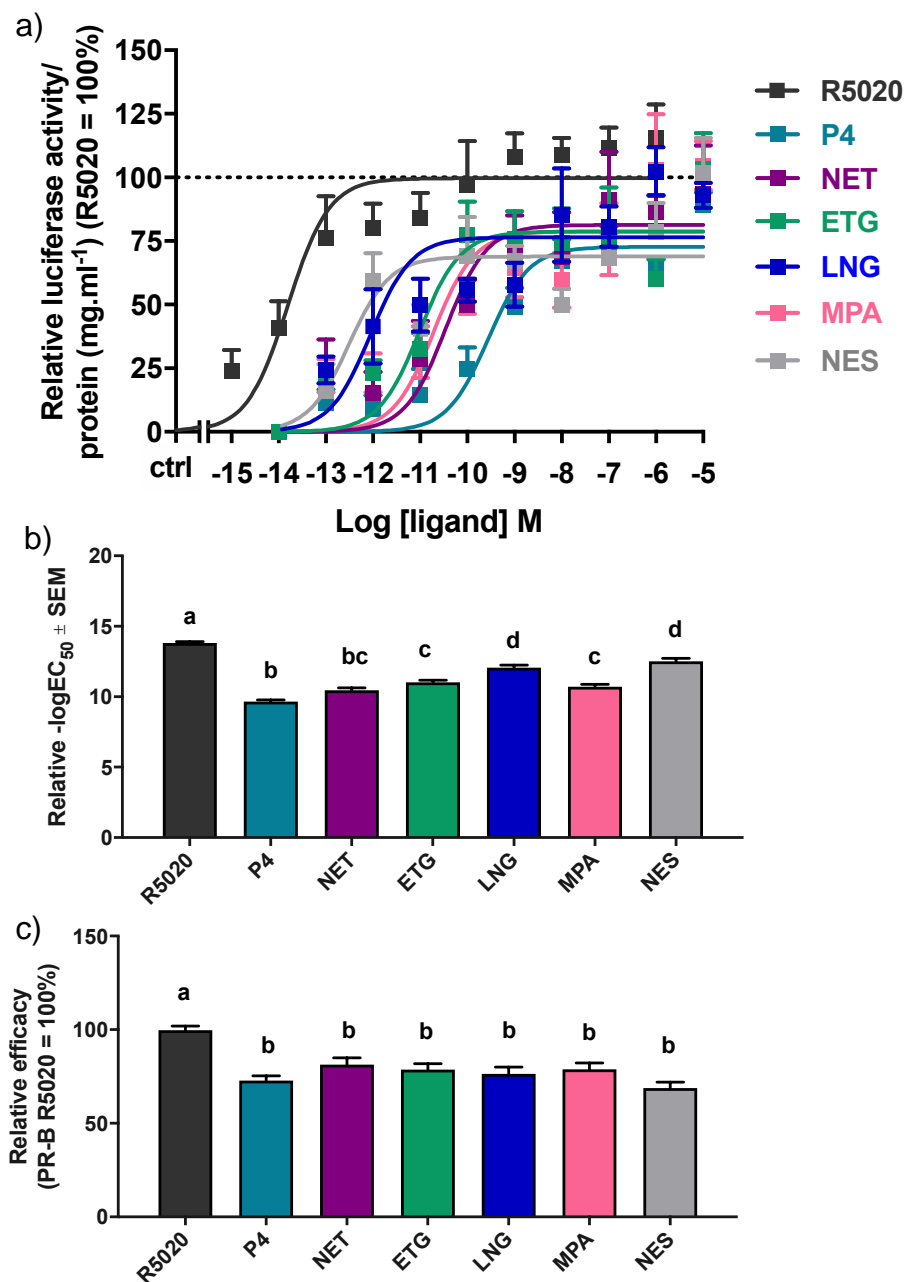 a)
Relative luciferase activity/
protein (mg.ml⁻¹) (R5020 = 100%)
150
125
100
75
50
25
0
ctrl -15 -14 -13 -12 -11 -10 -9 -8 -7 -6 -5
Log [ligand] M
R5020
P4
NET
ETG
LNG
MPA
NES
b)
Relative -logEC₅₀ ± SEM
20
15
10
5
0
a b bc c d c d
R5020 P4 NET ETG LNG MPA NES
c)
Relative efficacy
(PR-B R5020 = 100%)
150
100
50
0
a b b b b b b
R5020 P4 NET ETG LNG MPA NES